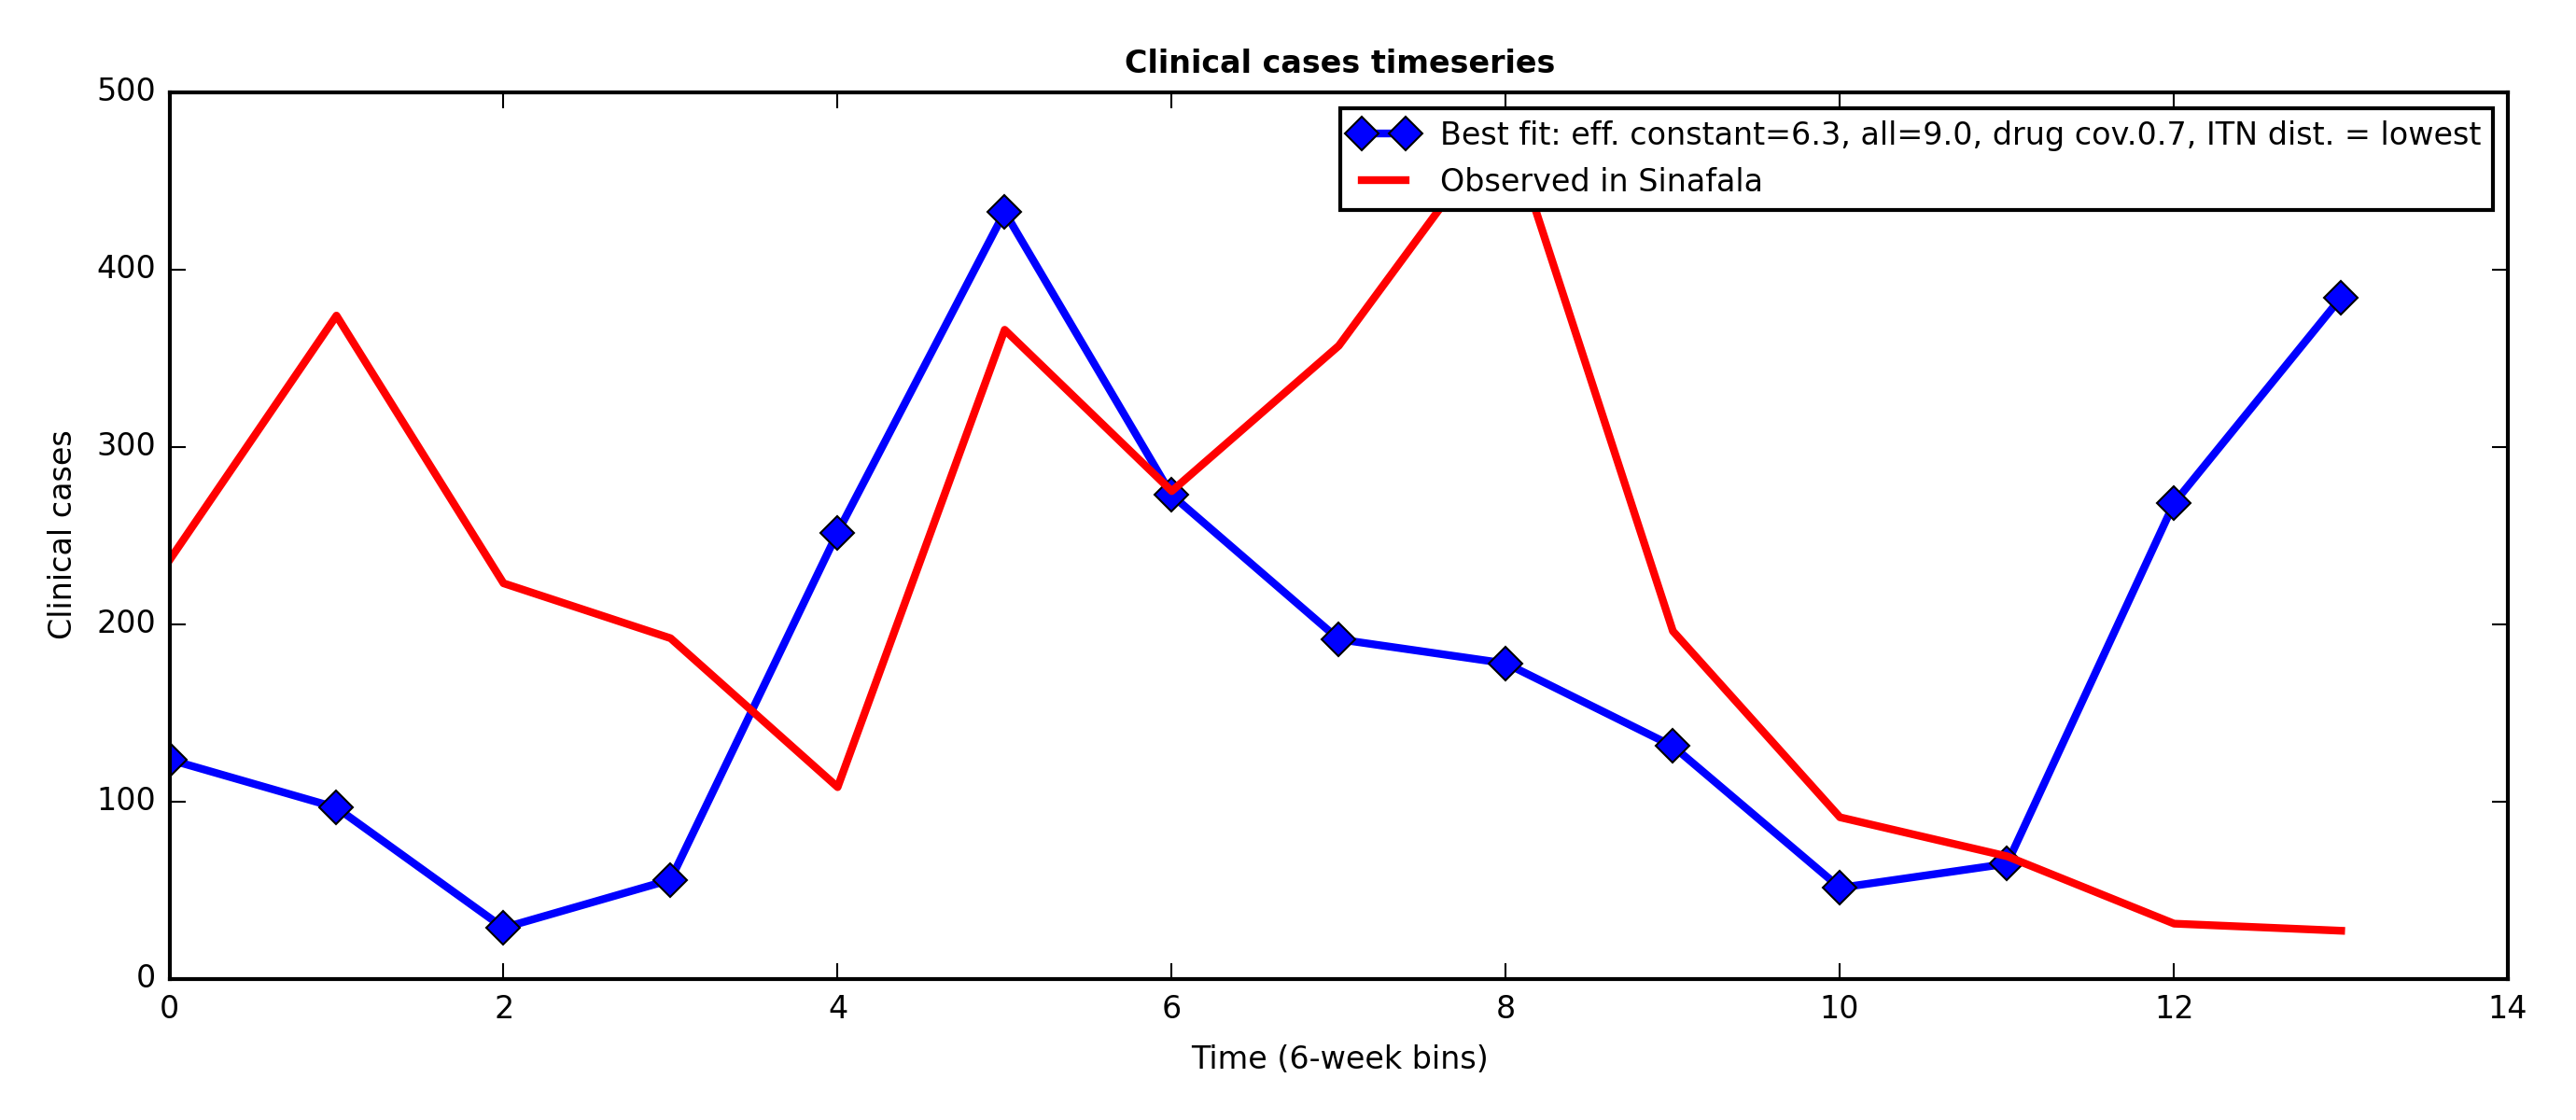 Clinical cases timeseries
500
400
300
200
100
0
Clinical cases
Best fit: eff. constant=6.3, all=9.0, drug cov.0.7, ITN dist. = lowest
Observed in Sinafala
0 2 4 6 8 10 12 14
Time (6-week bins)